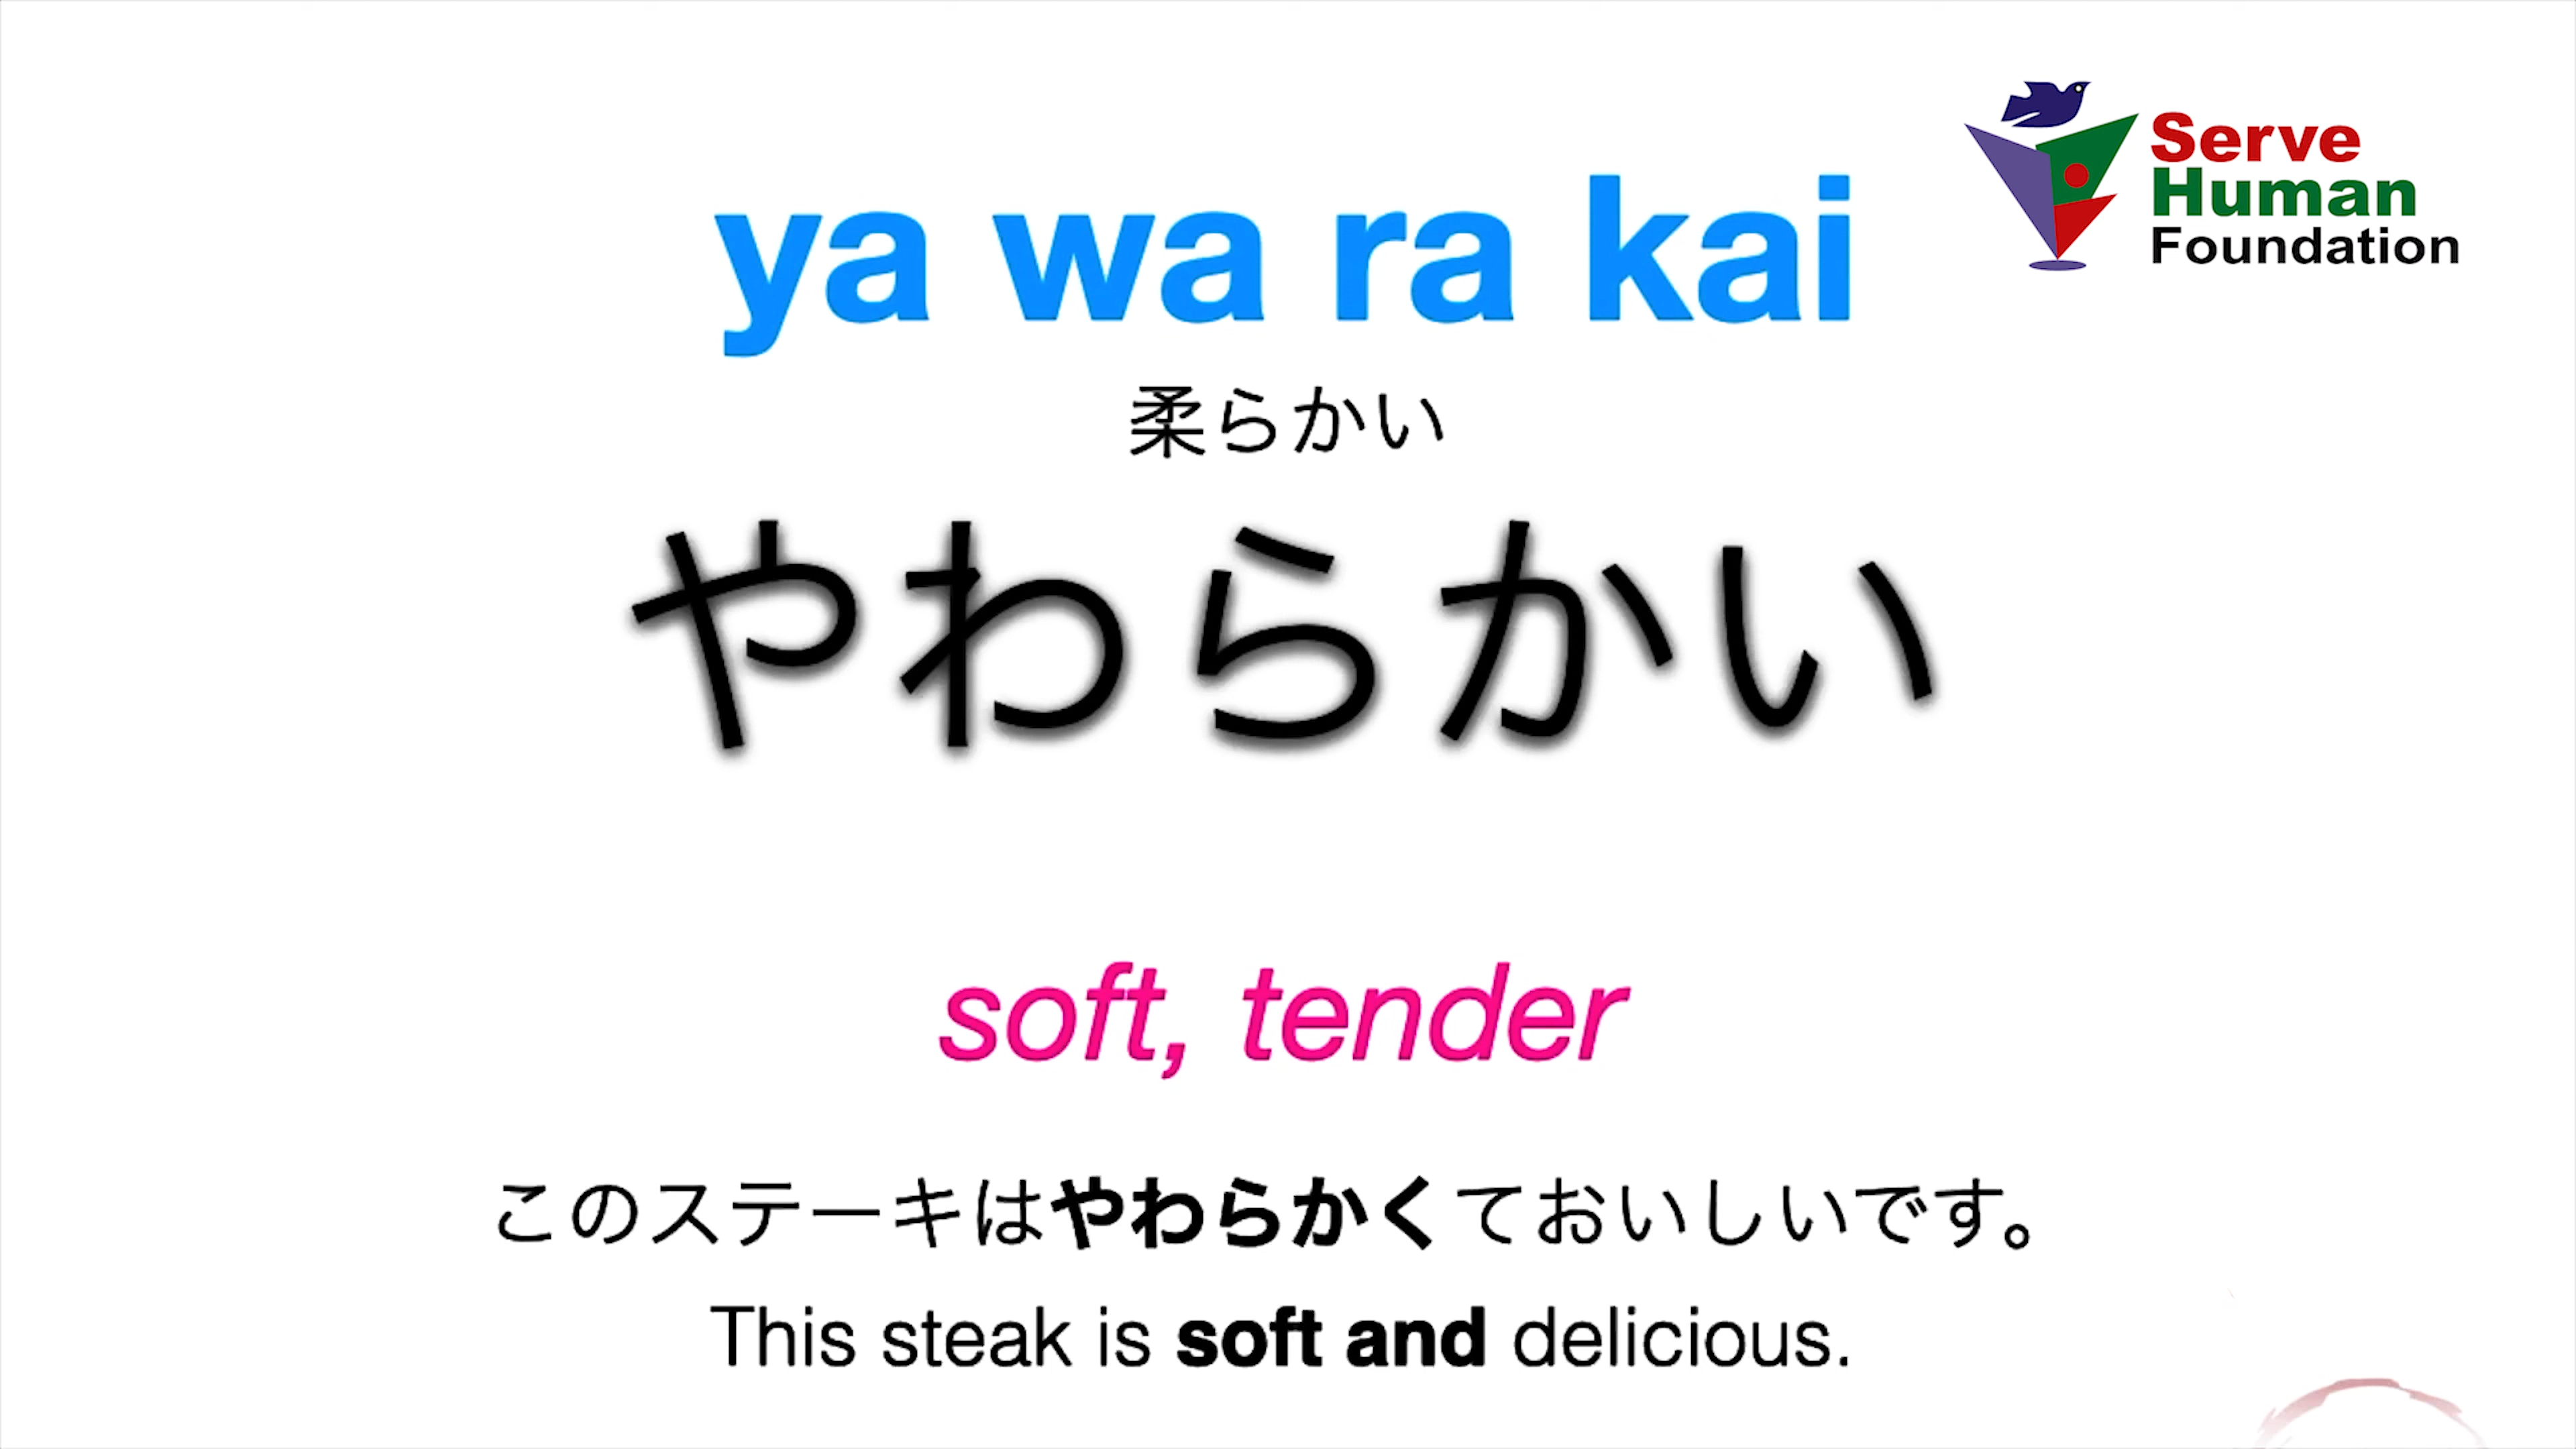 Serve
Human
Foundation
ya wa ra kai
柔らかい
やわらかい
soft, tender
このステーキはやわらかくておいしいです。
This steak is soft and delicious.